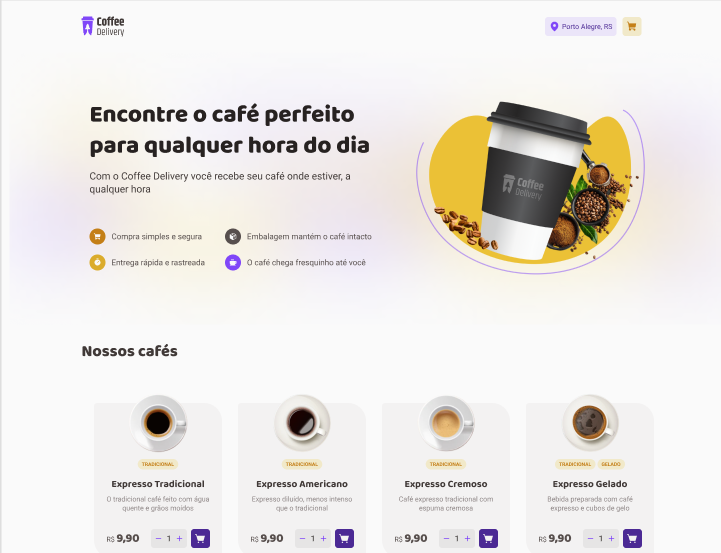 Coffee
Delivery
Porto Alegre, RS
Encontre o café perfeito
para qualquer hora do dia
Com o Coffee Delivery você recebe seu café onde estiver, a
qualquer hora
Coffee
Delivery
Compra simples e segura
Embalagem mantém o café intacto
Entrega rápida e rastreada
O café chega fresquinho até você
Nossos cafés
TRADICIONAL
Expresso Tradicional
O tradicional café feito com água
quente e grãos moídos
R$ 9,90
− 1 +
TRADICIONAL
Expresso Americano
Expresso diluído, menos intenso
que o tradicional
R$ 9,90
− 1 +
TRADICIONAL
Expresso Cremoso
Café expresso tradicional com
espuma cremosa
R$ 9,90
− 1 +
TRADICIONAL GELADO
Expresso Gelado
Bebida preparada com café
expresso e cubos de gelo
R$ 9,90
− 1 +